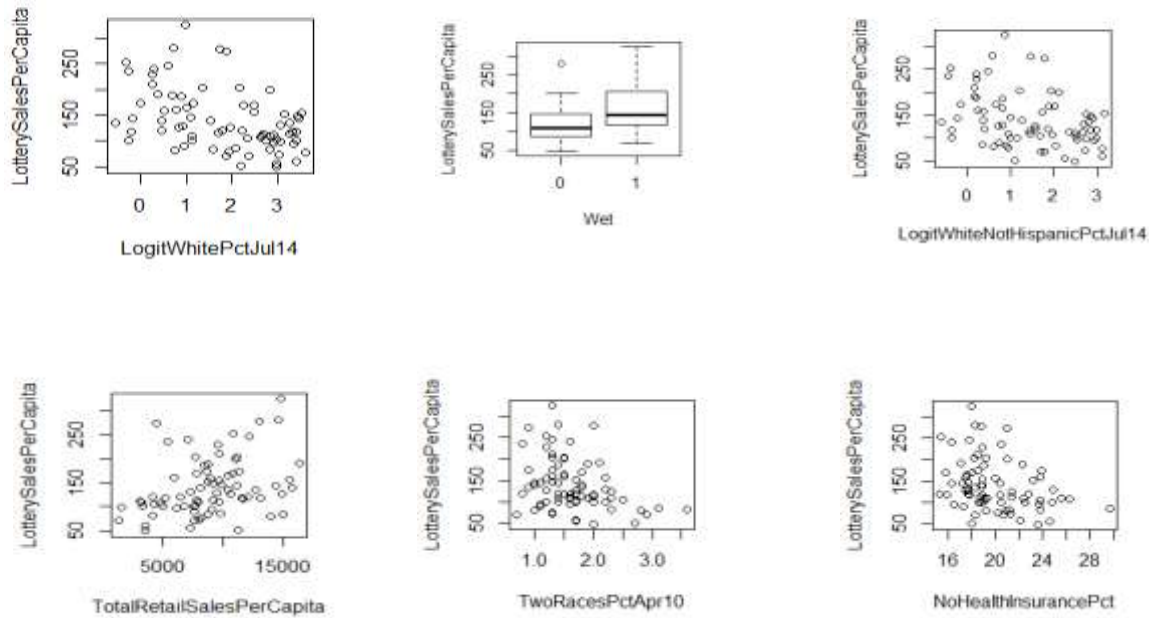 LotterySalesPerCapita
250
150
50
0 1 2 3
LogitWhitePctJul14
LotterySalesPerCapita
250
150
50
0 1
Wet
LotterySalesPerCapita
250
150
50
0 1 2 3
LogitWhiteNotHispanicPctJul14
LotterySalesPerCapita
250
150
50
5000 15000
TotalRetailSalesPerCapita
LotterySalesPerCapita
250
150
50
1.0 2.0 3.0
TwoRacesPctApr10
LotterySalesPerCapita
250
150
50
16 20 24 28
NoHealthInsurancePct